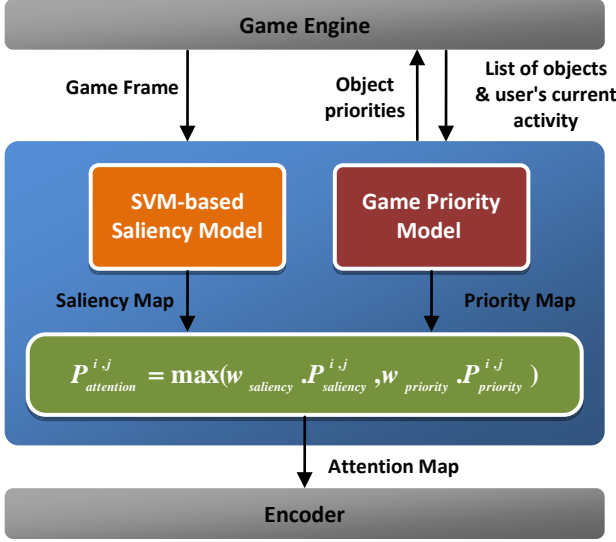 Game Engine
Game Frame
Object
priorities
List of objects
& user's current
activity
SVM-based
Saliency Model
Game Priority
Model
Saliency Map
Priority Map
P^{i,j}_{attention} = max(w_{saliency}.P^{i,j}_{saliency},w_{priority}.P^{i,j}_{priority})
Attention Map
Encoder